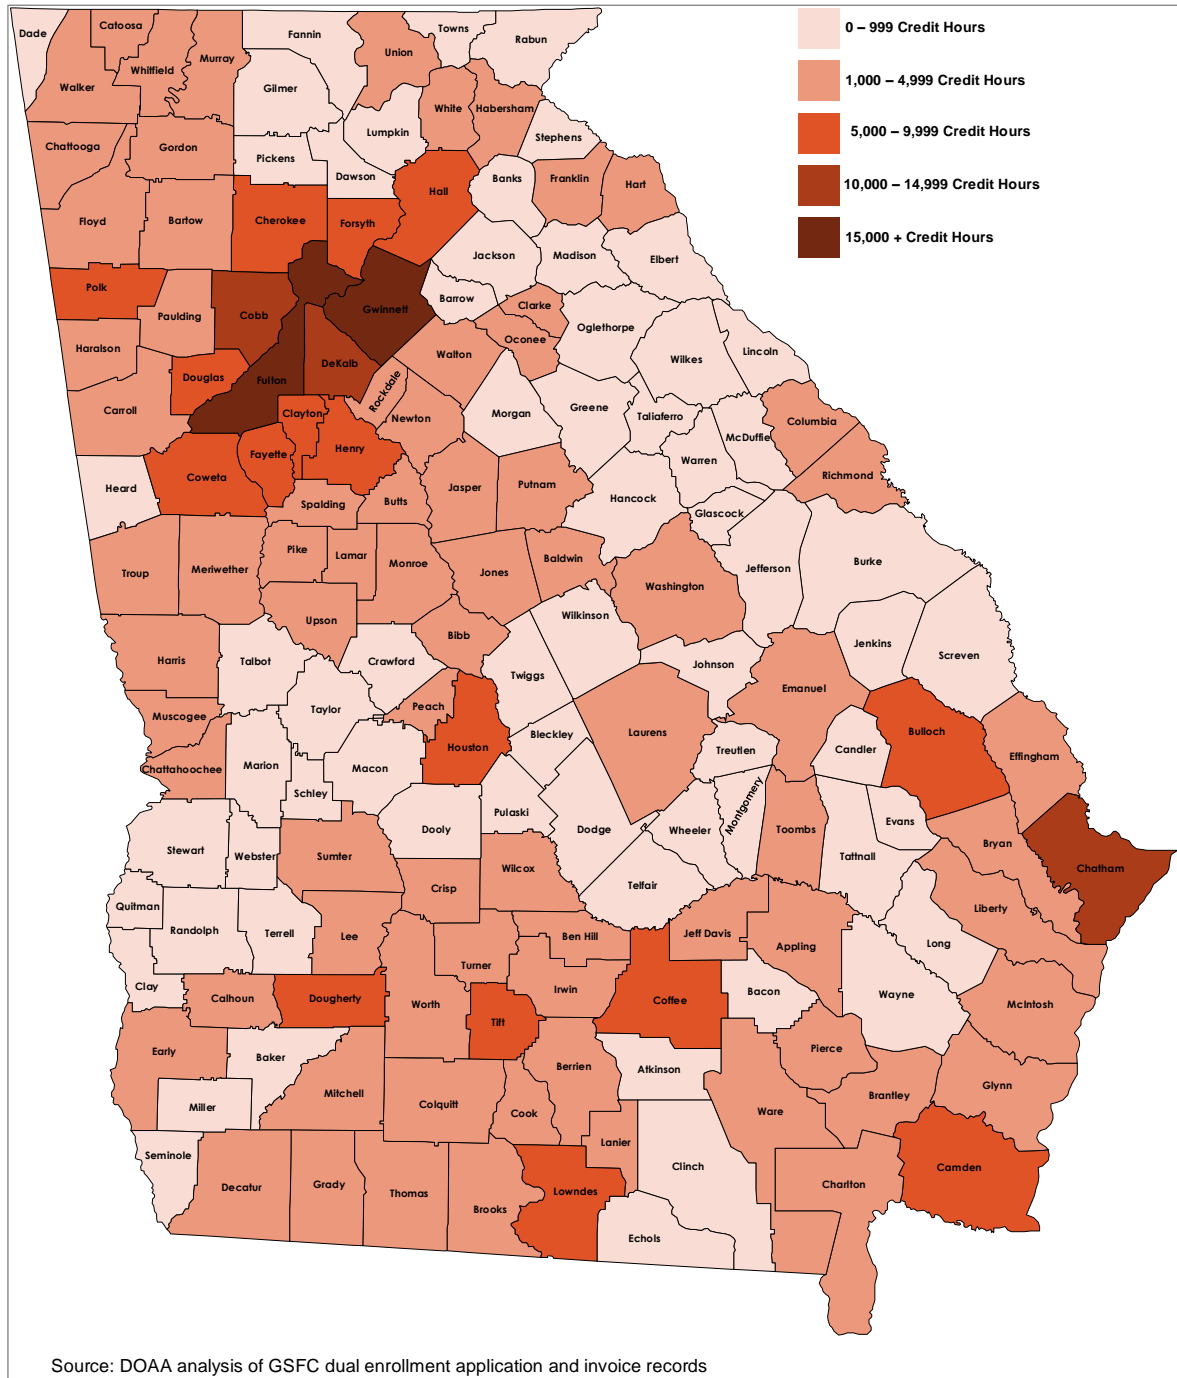 0 – 999 Credit Hours
1,000 – 4,999 Credit Hours
5,000 – 9,999 Credit Hours
10,000 – 14,999 Credit Hours
15,000 + Credit Hours
Dade
Catoosa
Fannin
Towns
Rabun
Union
Whitfield
Murray
Walker
Gilmer
White
Habersham
Lumpkin
Stephens
Chattooga
Gordon
Pickens
Dawson
Banks
Franklin
Hart
Hall
Floyd
Bartow
Cherokee
Forsyth
Jackson
Madison
Elbert
Polk
Paulding
Cobb
Gwinnett
Barrow
Clarke
Oconee
Oglethorpe
Haralson
Walton
Wilkes
Lincoln
Douglas
Fulton
DeKalb
Rockdale
Carroll
Clayton
Newton
Morgan
Greene
Taliaferro
McDuffie
Columbia
Henry
Fayette
Coweta
Heard
Warren
Richmond
Spalding
Butts
Jasper
Putnam
Hancock
Glascock
Troup
Meriwether
Pike
Lamar
Monroe
Jones
Baldwin
Washington
Jefferson
Burke
Upson
Bibb
Wilkinson
Jenkins
Screven
Harris
Talbot
Crawford
Twiggs
Johnson
Emanuel
Muscogee
Taylor
Peach
Houston
Bleckley
Laurens
Treutlen
Candler
Bulloch
Effingham
Chattahoochee
Marion
Macon
Schley
Pulaski
Montgomery
Stewart
Webster
Sumter
Dooly
Dodge
Wheeler
Toombs
Evans
Tattnall
Bryan
Chatham
Crisp
Wilcox
Telfair
Quitman
Randolph
Terrell
Lee
Turner
Ben Hill
Jeff Davis
Appling
Long
Liberty
Clay
Calhoun
Dougherty
Worth
Irwin
Tift
Coffee
Bacon
Wayne
McIntosh
Early
Baker
Miller
Mitchell
Colquitt
Cook
Berrien
Atkinson
Pierce
Ware
Brantley
Glynn
Lanier
Seminole
Decatur
Grady
Thomas
Brooks
Lowndes
Clinch
Echols
Charlton
Camden
Source: DOAA analysis of GSFC dual enrollment application and invoice records